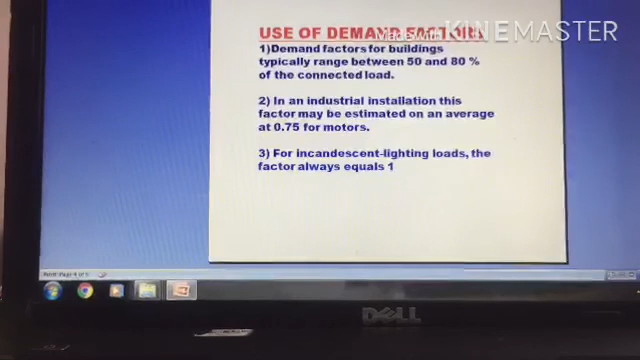 USE OF DEMAND FACTORS
Made with
KINEMASTER
1)Demand factors for buildings
typically range between 50 and 80 %
of the connected load.
2) In an industrial installation this
factor may be estimated on an average
at 0.75 for motors.
3) For incandescent-lighting loads, the
factor always equals 1
DELL